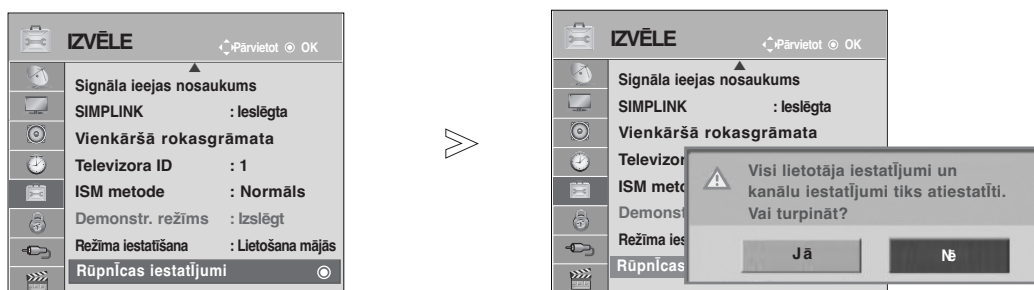 IZVĒLE
Pārvietot OK
Signāla ieejas nosaukums
SIMPLINK : Ieslēgta
Vienkāršā rokasgrāmata
Televizora ID : 1
ISM metode : Normāls
Demonstr. režīms : Izslēgt
Režīma iestatīšana : Lietošana mājās
Rūpnīcas iestatījumi
IZVĒLE
Pārvietot OK
Signāla ieejas nosaukums
SIMPLINK : Ieslēgta
Vienkāršā rokasgrāmata
Televizor
ISM meto
Demonst
Režīma ies
Rūpnīcas
Visi lietotāja iestatījumi un
kanālu iestatījumi tiks atiestatīti.
Vai turpināt?
Jā Nē